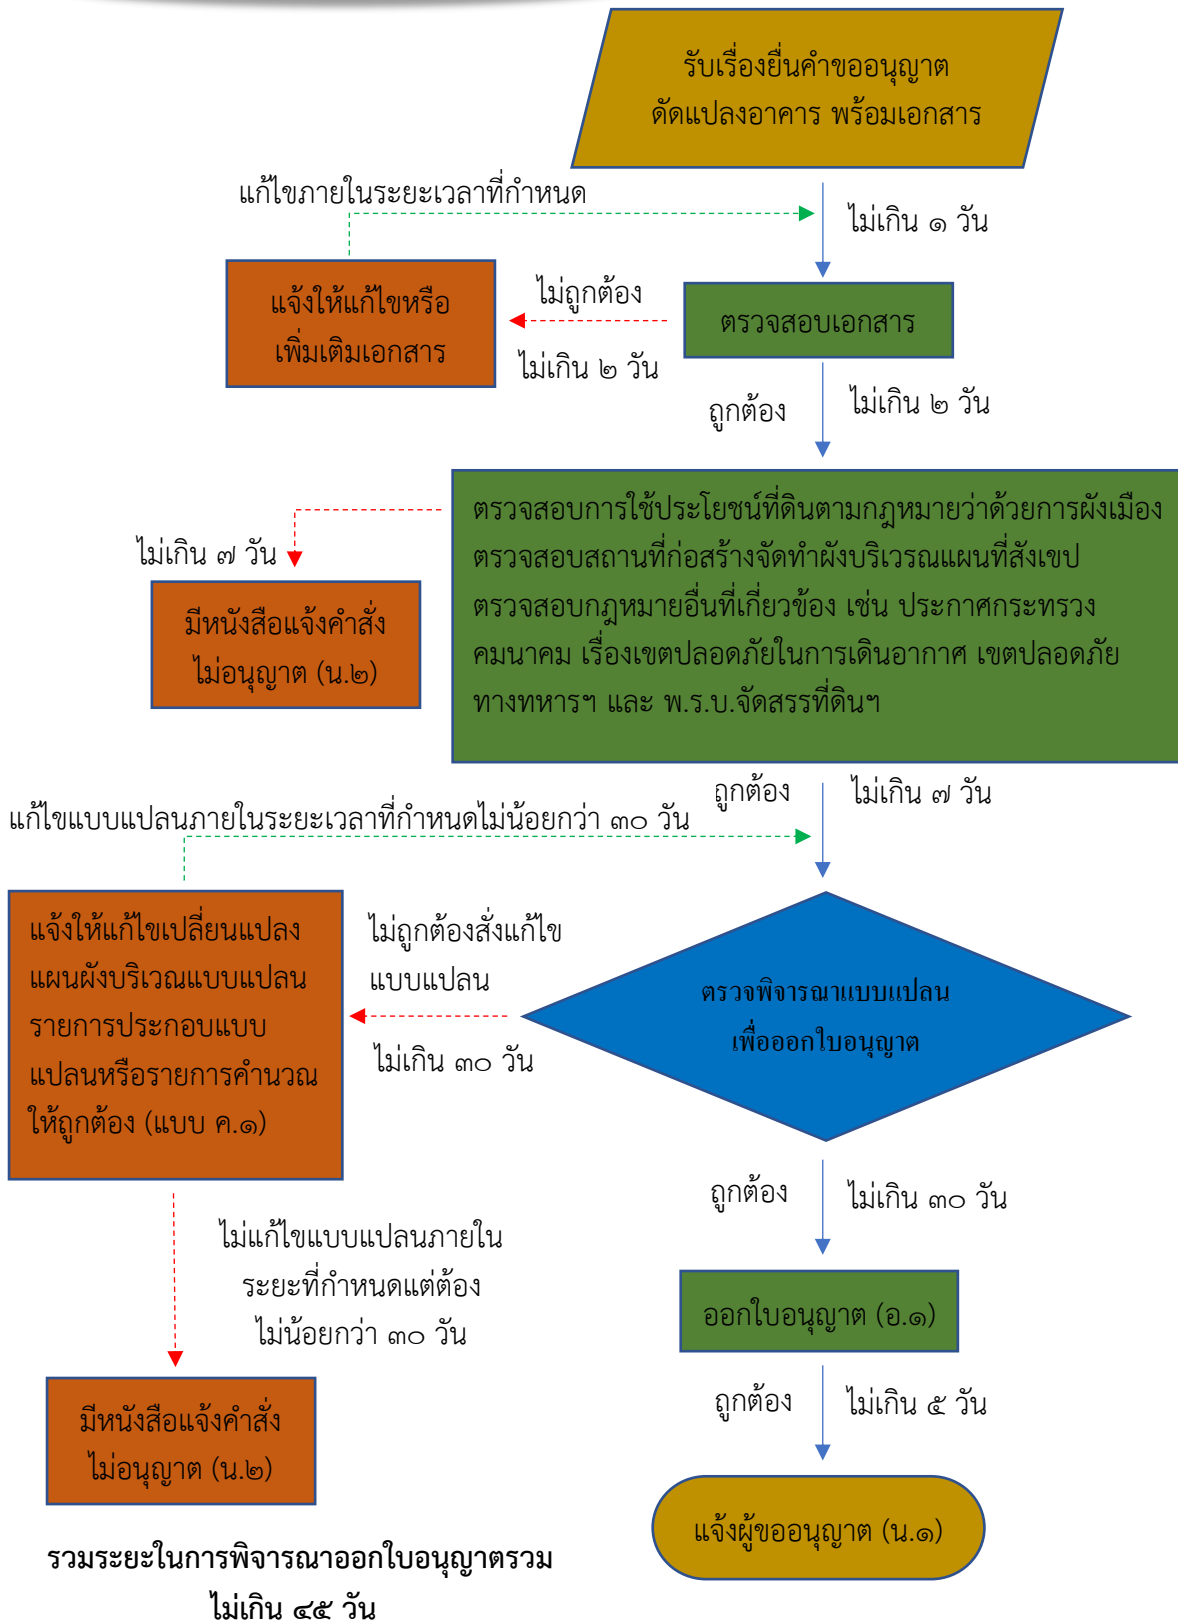 รับเรื่องยื่นคำขออนุญาต
ดัดแปลงอาคาร พร้อมเอกสาร
แก้ไขภายในระยะเวลาที่กำหนด
ไม่เกิน ๑ วัน
แจ้งให้แก้ไขหรือ
เพิ่มเติมเอกสาร
ไม่ถูกต้อง
ไม่เกิน ๒ วัน
ตรวจสอบเอกสาร
ถูกต้อง
ไม่เกิน ๒ วัน
ตรวจสอบการใช้ประโยชน์ที่ดินตามกฎหมายว่าด้วยการผังเมือง
ตรวจสอบสถานที่ก่อสร้างจัดทำผังบริเวรณแผนที่สังเขป
ตรวจสอบกฎหมายอื่นที่เกี่ยวข้อง เช่น ประกาศกระทรวง
คมนาคม เรื่องเขตปลอดภัยในการเดินอากาศ เขตปลอดภัย
ทางทหารฯ และ พ.ร.บ.จัดสรรที่ดินฯ
ไม่เกิน ๗ วัน
มีหนังสือแจ้งคำสั่ง
ไม่อนุญาต (น.๒)
ถูกต้อง
ไม่เกิน ๗ วัน
แก้ไขแบบแปลนภายในระยะเวลาที่กำหนดไม่น้อยกว่า ๓๐ วัน
แจ้งให้แก้ไขเปลี่ยนแปลง
แผนผังบริเวณแบบแปลน
รายการประกอบแบบ
แปลนหรือรายการคำนวณ
ให้ถูกต้อง (แบบ ค.๑)
ไม่ถูกต้องสั่งแก้ไข
แบบแปลน
ไม่เกิน ๓๐ วัน
ตรวจพิจารณาแบบแปลน
เพื่อออกใบอนุญาต
ถูกต้อง
ไม่เกิน ๓๐ วัน
ไม่แก้ไขแบบแปลนภายใน
ระยะที่กำหนดแต่ต้อง
ไม่น้อยกว่า ๓๐ วัน
ออกใบอนุญาต (อ.๑)
ถูกต้อง
ไม่เกิน ๕ วัน
มีหนังสือแจ้งคำสั่ง
ไม่อนุญาต (น.๒)
แจ้งผู้ขออนุญาต (น.๑)
รวมระยะในการพิจารณาออกใบอนุญาตรวม
ไม่เกิน ๔๕ วัน